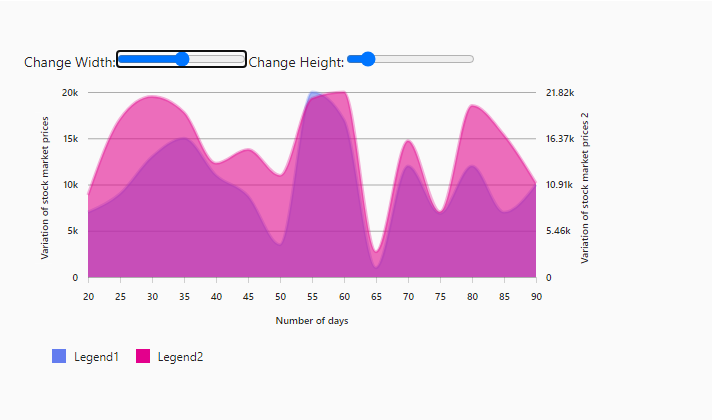 Change Width: Change Height:
Variation of stock market prices
20k
15k
10k
5k
0
21.82k
16.37k
10.91k
5.46k
0
Variation of stock market prices 2
20 25 30 35 40 45 50 55 60 65 70 75 80 85 90
Number of days
Legend1 Legend2